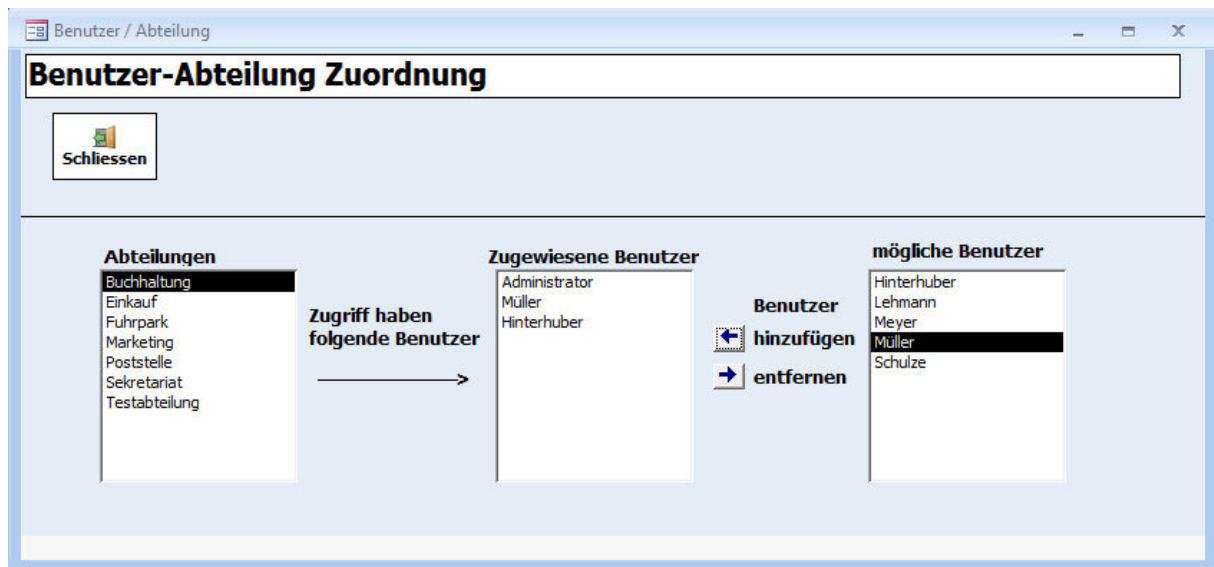 Benutzer / Abteilung
Benutzer-Abteilung Zuordnung
Schliessen
Abteilungen
Buchhaltung
Einkauf
Fuhrpark
Marketing
Poststelle
Sekretariat
Testabteilung
Zugriff haben
folgende Benutzer
Zugewiesene Benutzer
Administrator
Müller
Hinterhuber
Benutzer
hinzufügen
entfernen
mögliche Benutzer
Hinterhuber
Lehmann
Meyer
Müller
Schulze